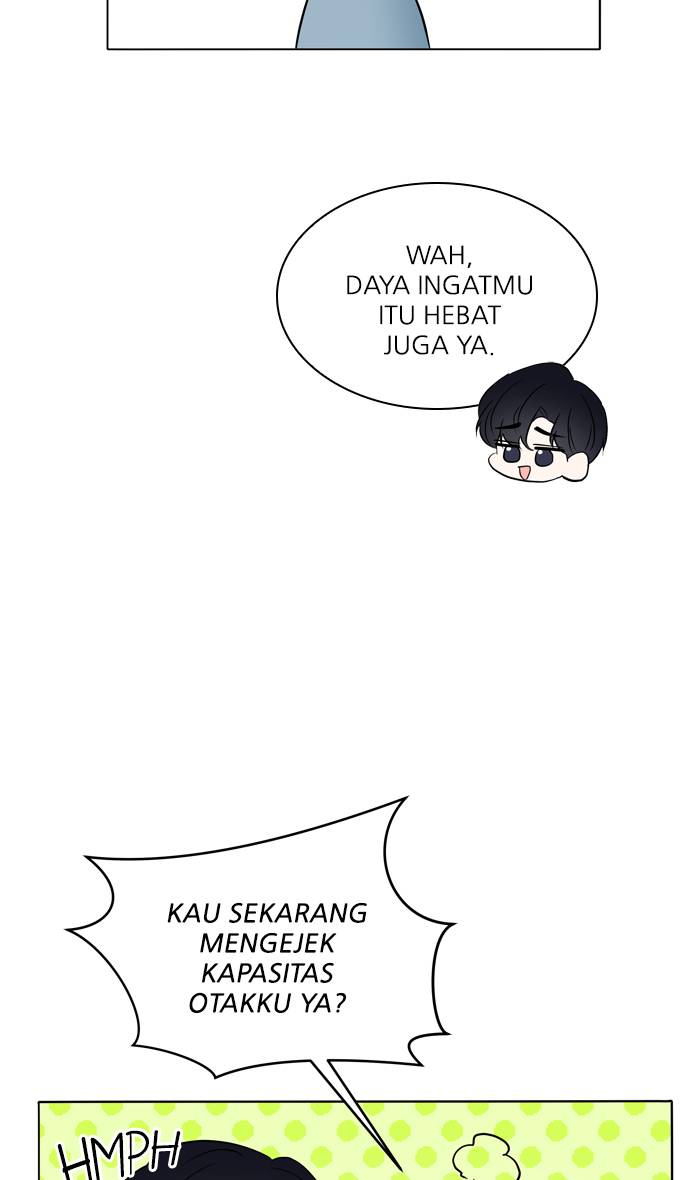 WAH,
DAYA INGATMU
ITU HEBAT
JUGA YA.
KAU SEKARANG
MENGEJEK
KAPASITAS
OTAKKU YA?
HMPH